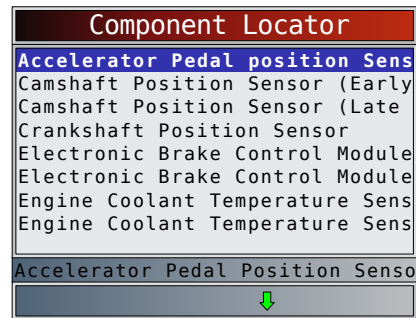 Component Locator
Accelerator Pedal position Sens
Camshaft Position Sensor (Early
Camshaft Position Sensor (Late
Crankshaft Position Sensor
Electronic Brake Control Module
Electronic Brake Control Module
Engine Coolant Temperature Sens
Engine Coolant Temperature Sens
Accelerator Pedal Position Senso